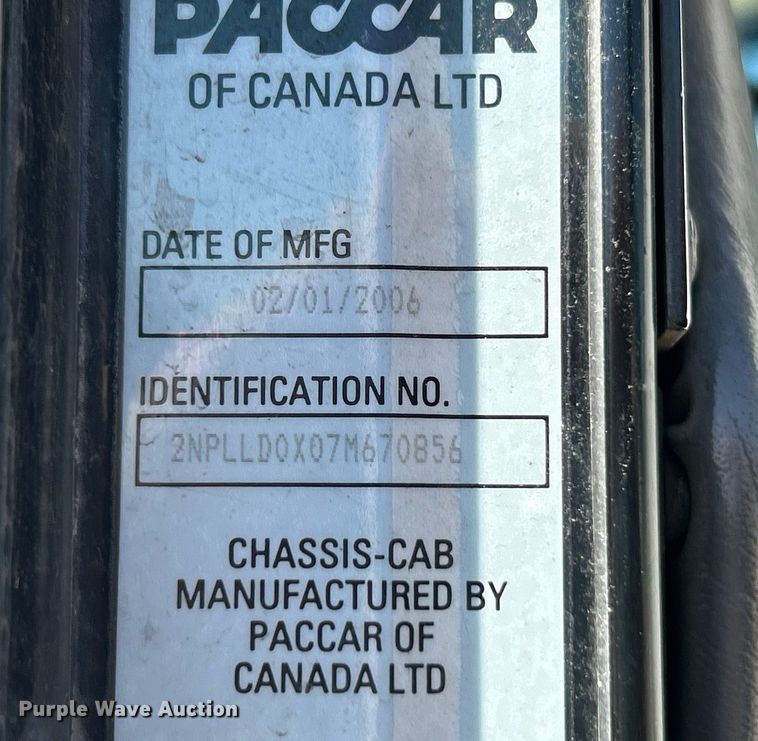 PACCAR
OF CANADA LTD
DATE OF MFG
02/01/2006
IDENTIFICATION NO.
2NPLLD0X07M670856
CHASSIS-CAB
MANUFACTURED BY
PACCAR OF
CANADA LTD
Purple Wave Auction